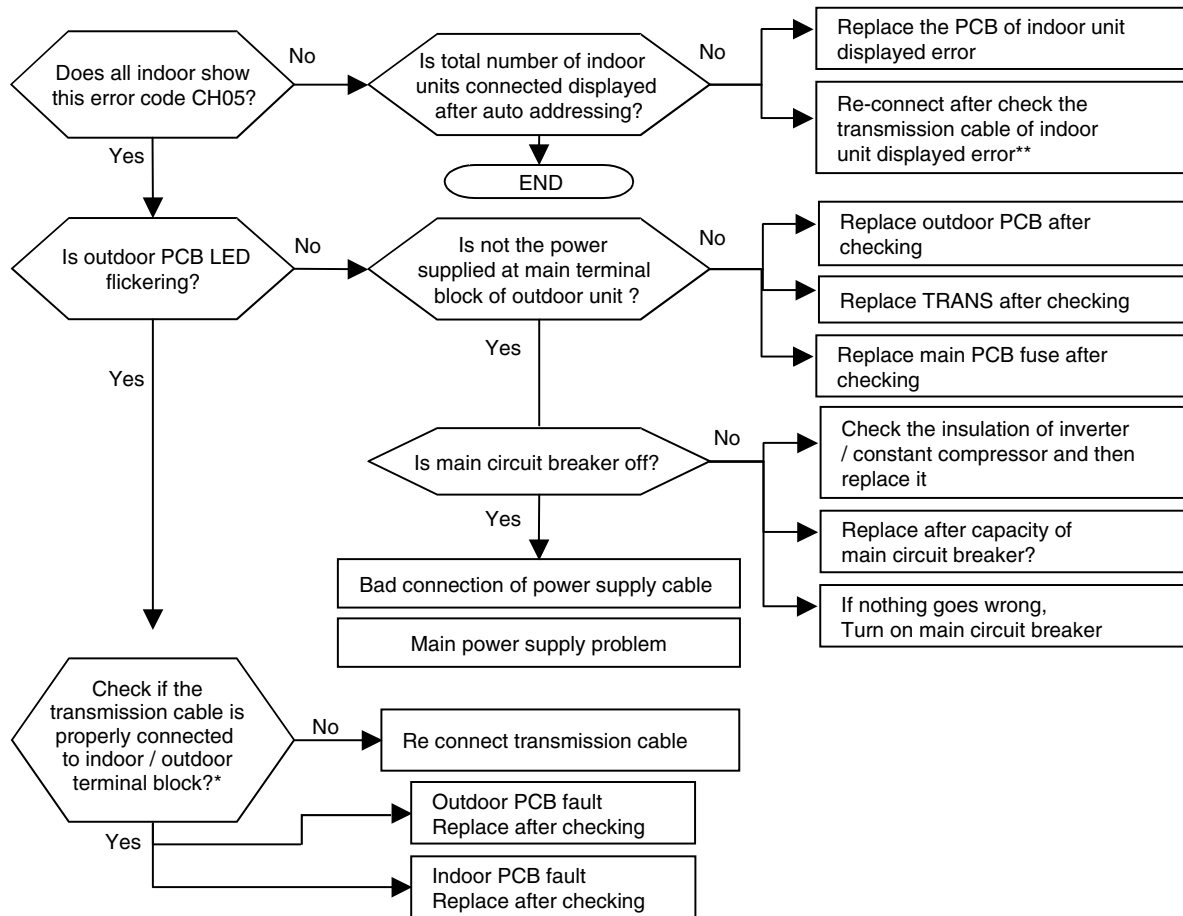 Does all indoor show
this error code CH05?
No
Is total number of indoor
units connected displayed
after auto addressing?
No
Replace the PCB of indoor unit
displayed error
Re-connect after check the
transmission cable of indoor
unit displayed error**
Yes
END
Is outdoor PCB LED
flickering?
No
Is not the power
supplied at main terminal
block of outdoor unit ?
No
Replace outdoor PCB after
checking
Replace TRANS after checking
Replace main PCB fuse after
checking
Yes
Yes
Is main circuit breaker off?
No
Check the insulation of inverter
/ constant compressor and then
replace it
Replace after capacity of
main circuit breaker?
If nothing goes wrong,
Turn on main circuit breaker
Yes
Bad connection of power supply cable
Main power supply problem
Check if the
transmission cable is
properly connected
to indoor / outdoor
terminal block?*
No
Re connect transmission cable
Yes
Outdoor PCB fault
Replace after checking
Indoor PCB fault
Replace after checking